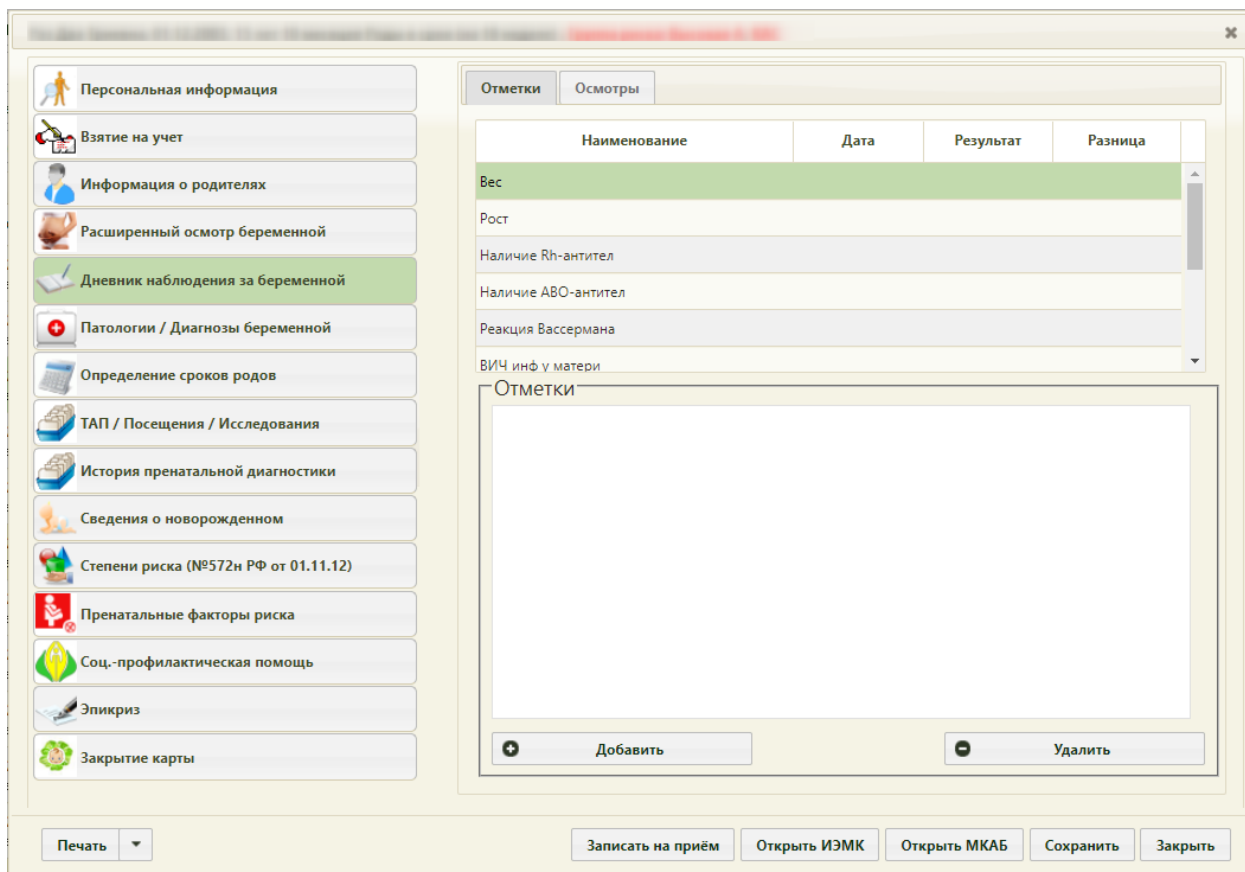 Персональная информация
Взятие на учет
Информация о родителях
Расширенный осмотр беременной
Дневник наблюдения за беременной
Патологии / Диагнозы беременной
Определение сроков родов
ТАП / Посещения / Исследования
История пренатальной диагностики
Сведения о новорожденном
Степени риска (№572н РФ от 01.11.12)
Пренатальные факторы риска
Соц.-профилактическая помощь
Эпикриз
Закрытие карты
Отметки Осмотры
Наименование Дата Результат Разница
Вес
Рост
Наличие Rh-антител
Наличие АВО-антител
Реакция Вассермана
ВИЧ инф у матери
Отметки
Добавить Удалить
Печать Записать на приём Открыть ИЭМК Открыть МКАБ Сохранить Закрыть